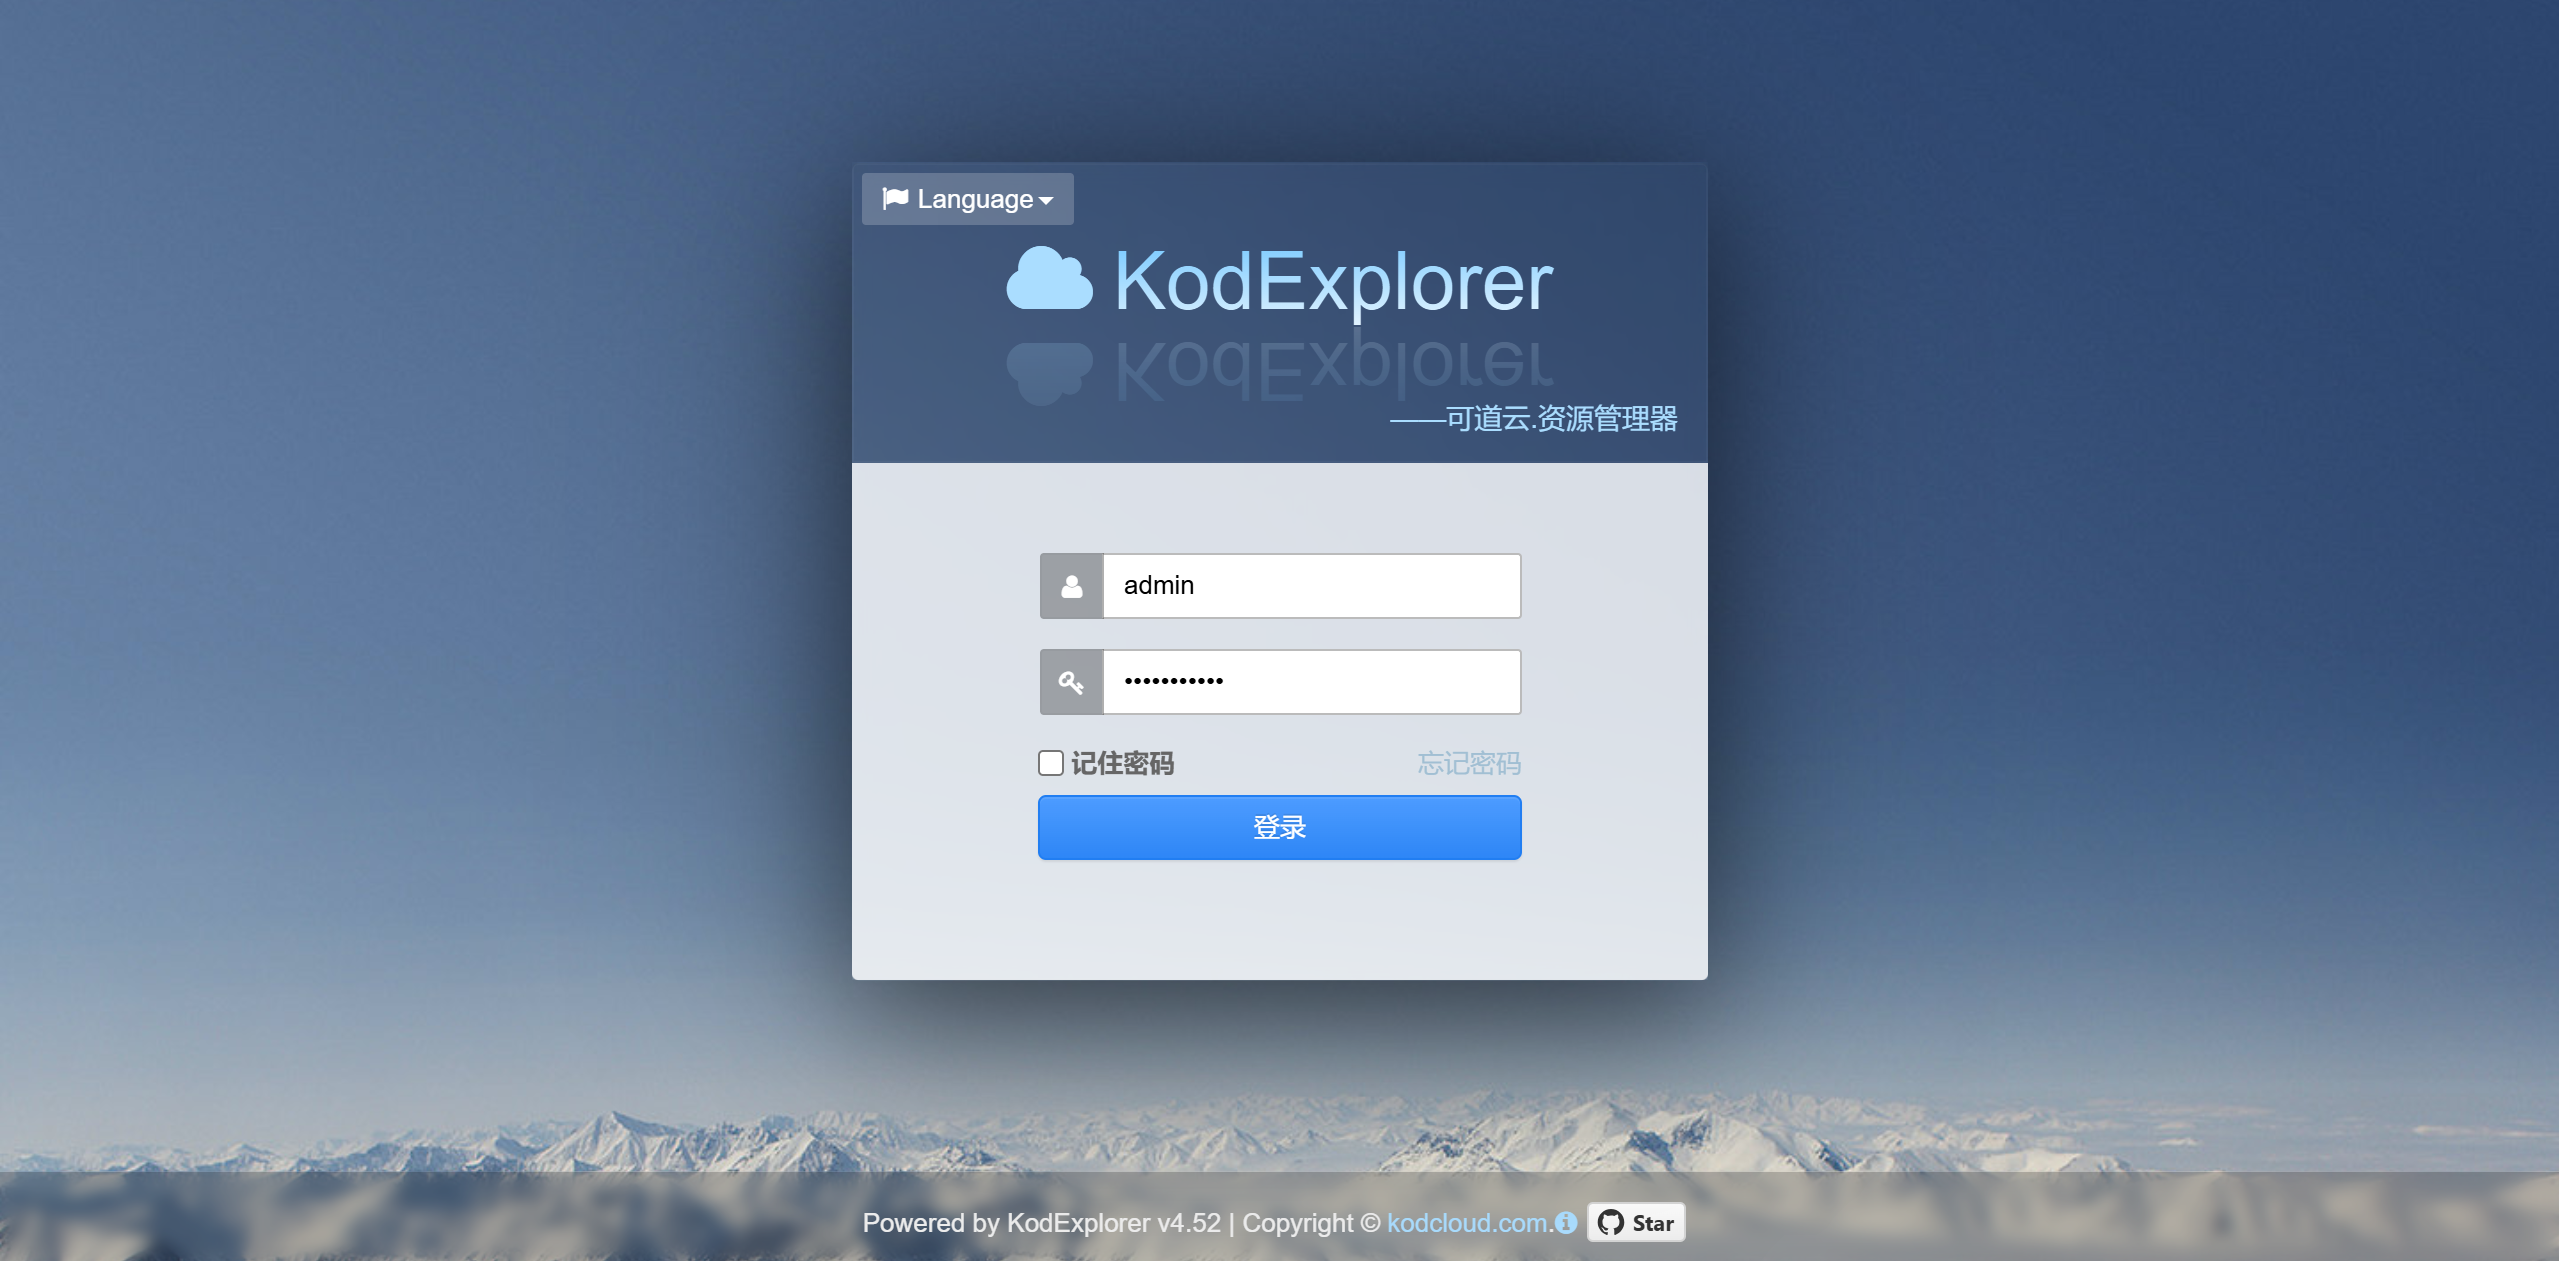 Language
KodExplorer
——可道云.资源管理器
admin
•••••••••••
记住密码
忘记密码
登录
Powered by KodExplorer v4.52 | Copyright © kodcloud.com.
Star